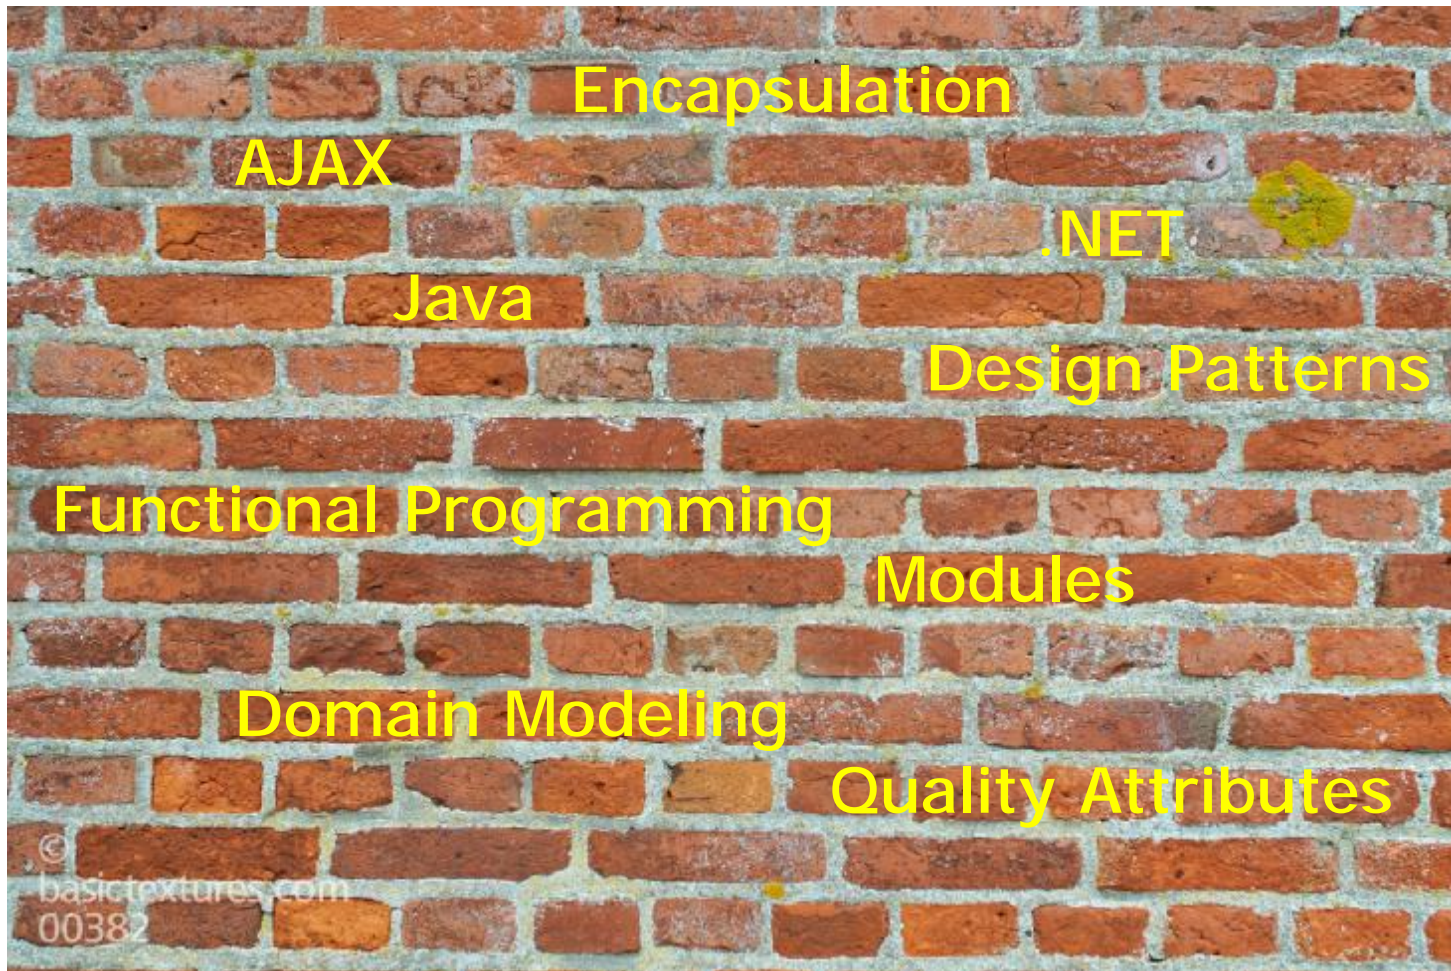 Encapsulation
AJAX
.NET
Java
Design Patterns
Functional Programming
Modules
Domain Modeling
Quality Attributes
©
basictextures.com
00382